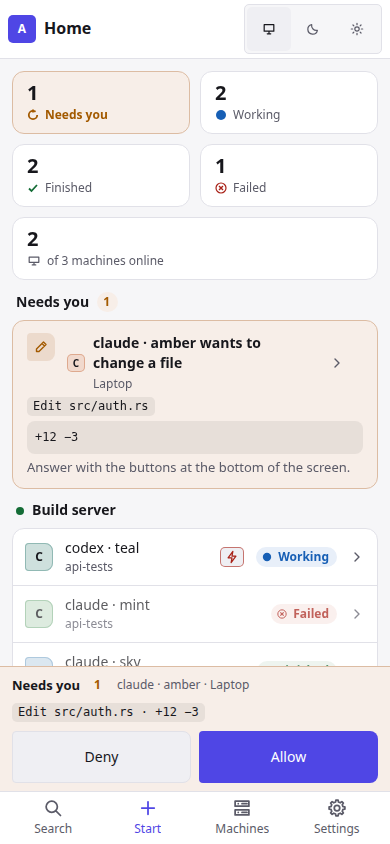 A Home
1
Needs you
2
Working
2
Finished
1
Failed
2
of 3 machines online
Needs you 1
C
claude · amber wants to
change a file
Laptop
Edit src/auth.rs
+12 −3
Answer with the buttons at the bottom of the screen.
Build server
C
codex · teal
api-tests
Working
C
claude · mint
api-tests
Failed
claude · sky
Needs you 1 claude · amber · Laptop
Edit src/auth.rs · +12 −3
Deny
Allow
Search
Start
Machines
Settings